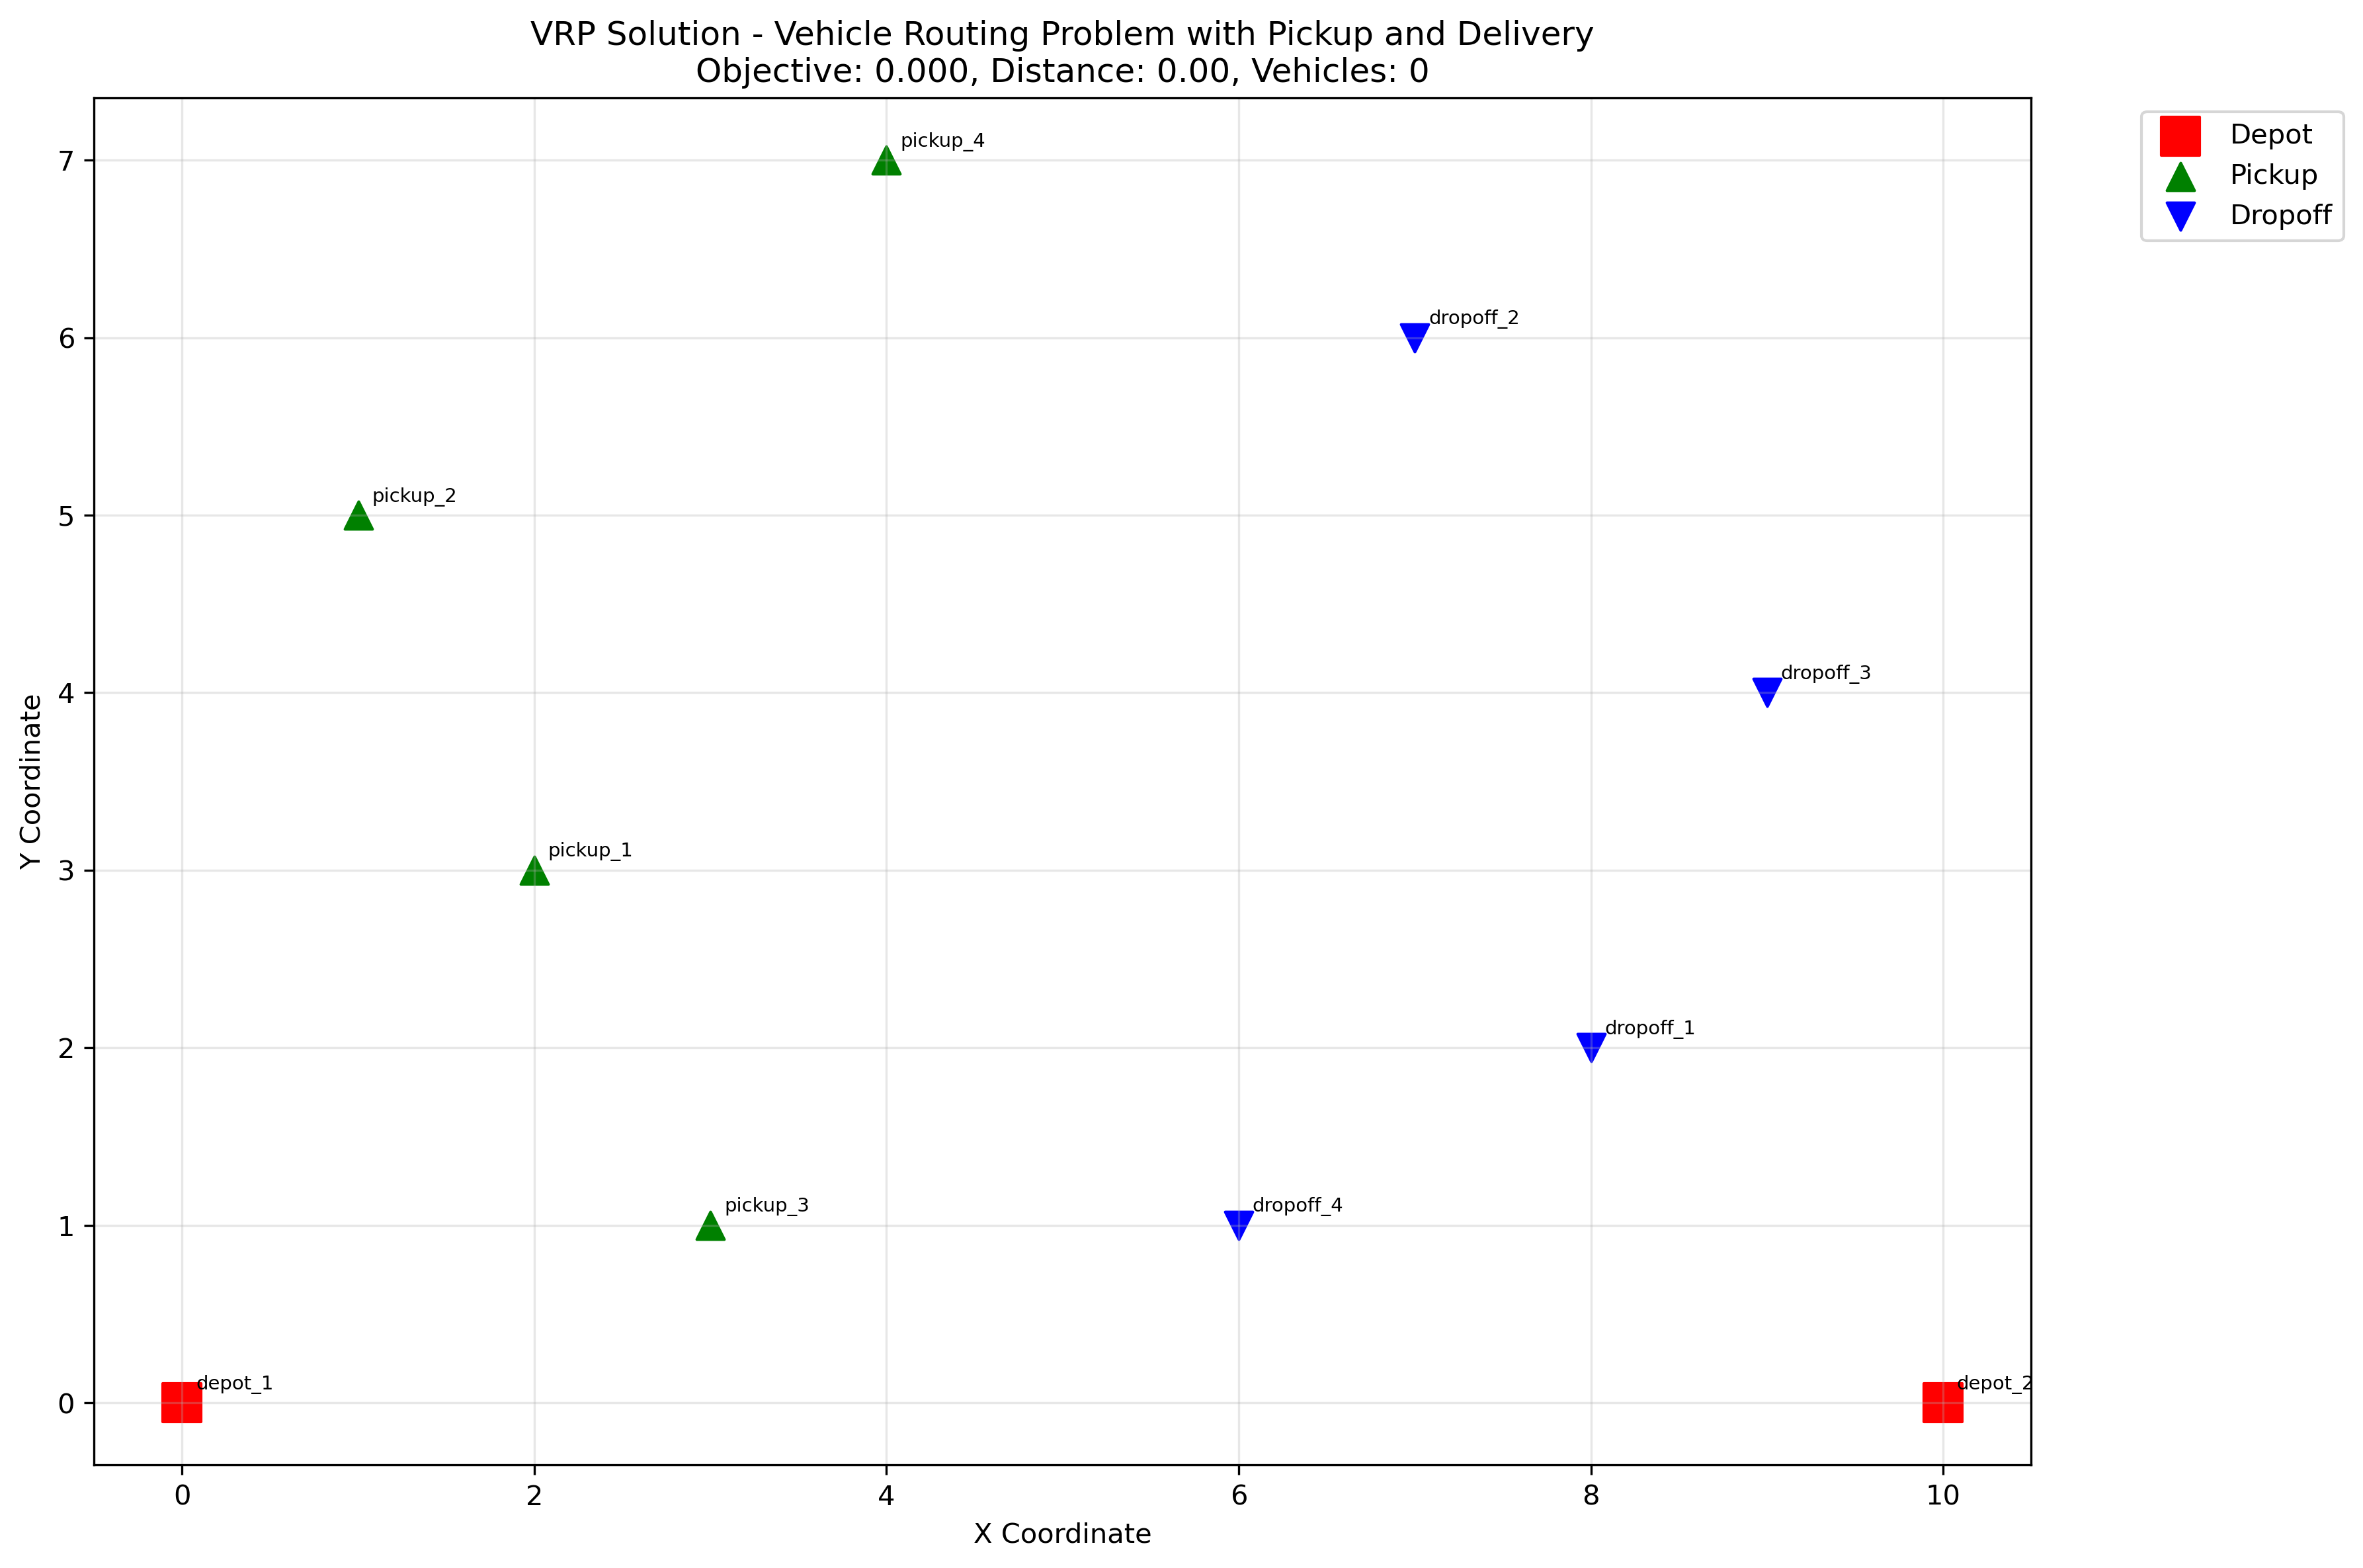 VRP Solution - Vehicle Routing Problem with Pickup and Delivery
Objective: 0.000, Distance: 0.00, Vehicles: 0
Depot
Pickup
Dropoff
pickup_4
7
dropoff_2
6
pickup_2
5
dropoff_3
4
pickup_1
3
dropoff_1
2
pickup_3
dropoff_4
1
depot_1
depot_2
0
Y Coordinate
0 2 4 6 8 10
X Coordinate